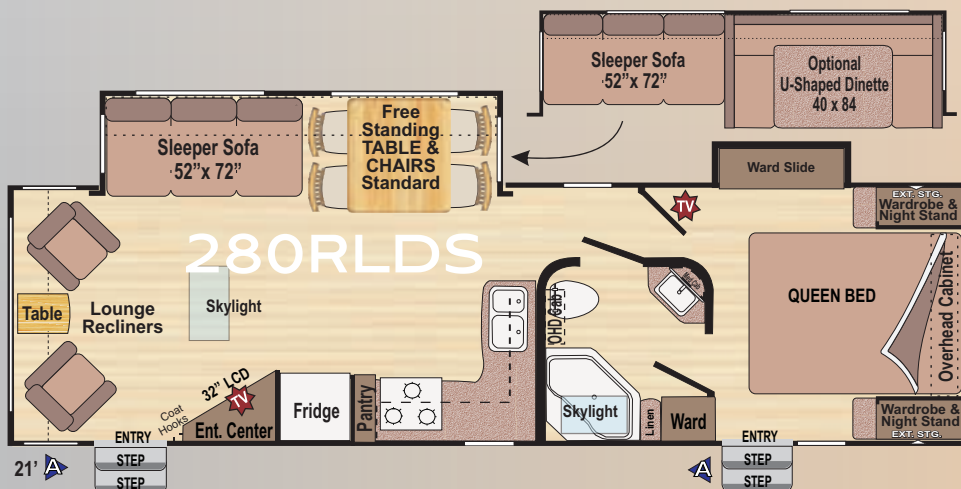 Sleeper Sofa
52"x 72"
Optional
U-Shaped Dinette
40 x 84
Sleeper Sofa
52"x 72"
Free
Standing
TABLE &
CHAIRS
Standard
Ward Slide
TV
EXT. STG.
Wardrobe &
Night Stand
280RLDS
Skylight
Table
Lounge
Recliners
OHD Cab
Med Cab
QUEEN BED
Overhead Cabinet
Coat
Hooks
32" LCD
TV
Ent. Center
Fridge
Pantry
Skylight
Linen
Ward
Wardrobe &
Night Stand
EXT. STG.
ENTRY
STEP
STEP
ENTRY
STEP
STEP
21' A
A